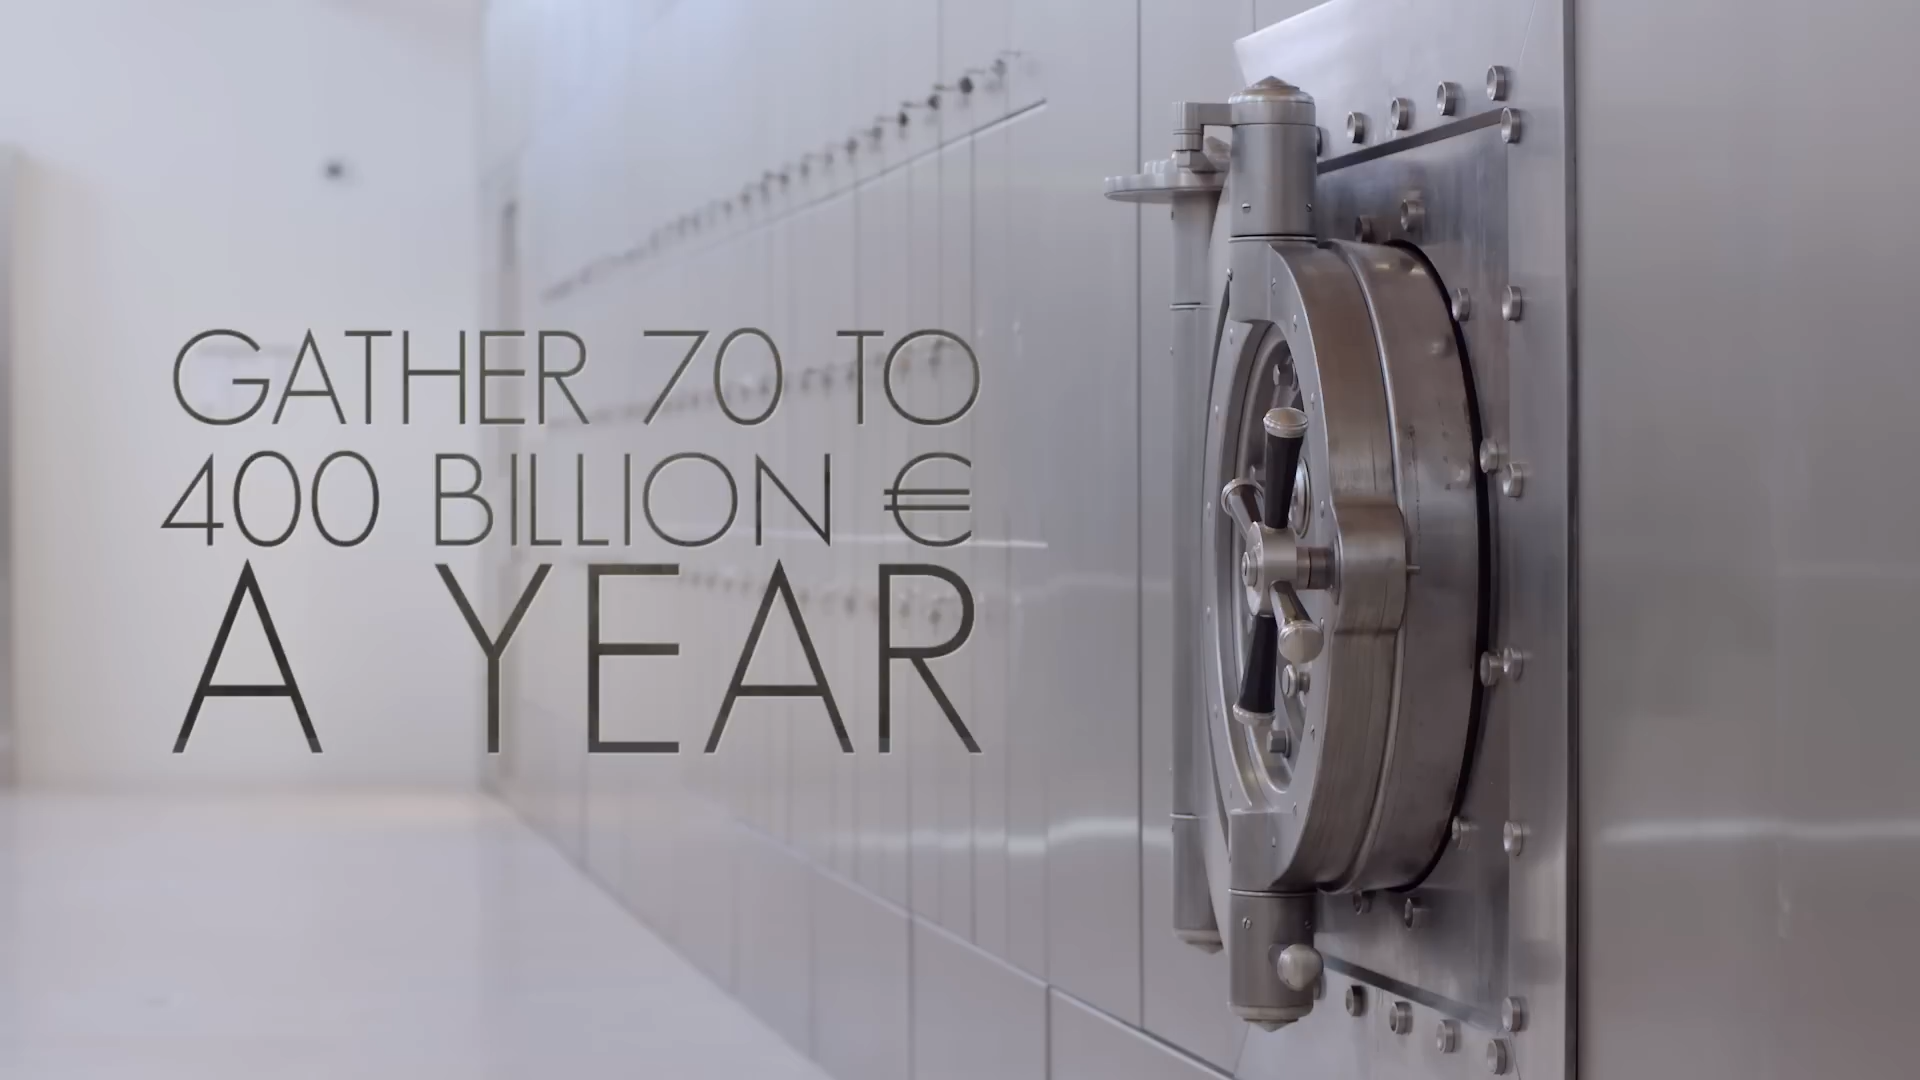 GATHER 70 TO
400 BILLION €
A YEAR